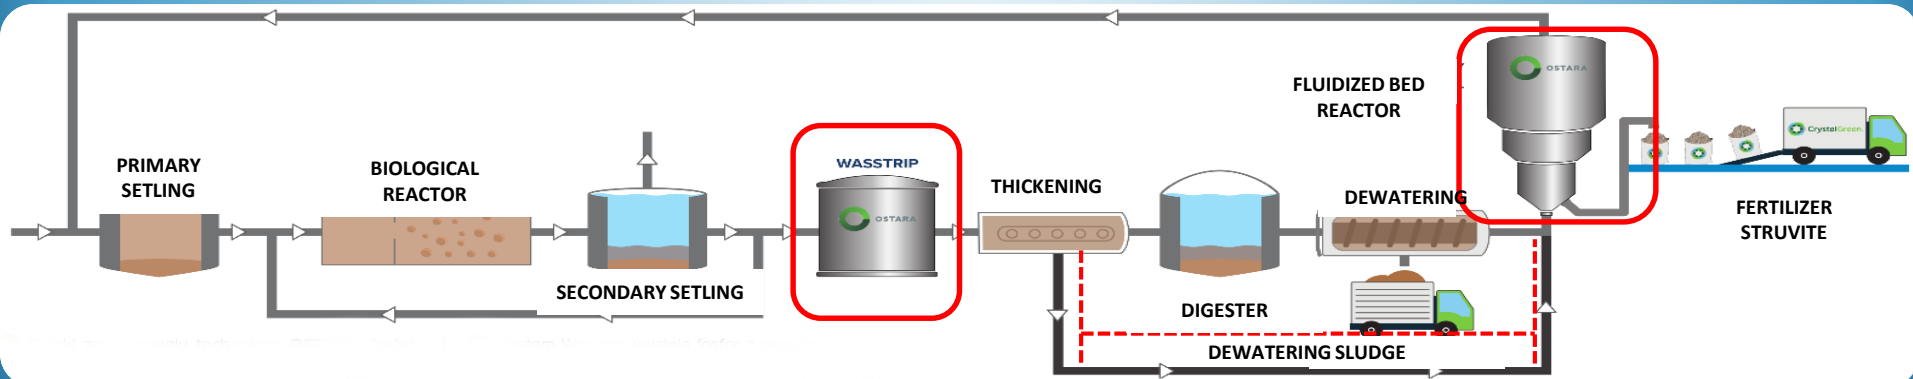 PRIMARY
SETLING
BIOLOGICAL
REACTOR
SECONDARY SETLING
WASSTRIP
OSTARA
THICKENING
DIGESTER
DEWATERING
DEWATERING SLUDGE
FLUIDIZED BED
REACTOR
OSTARA
CrystalGreen.
FERTILIZER
STRUVITE